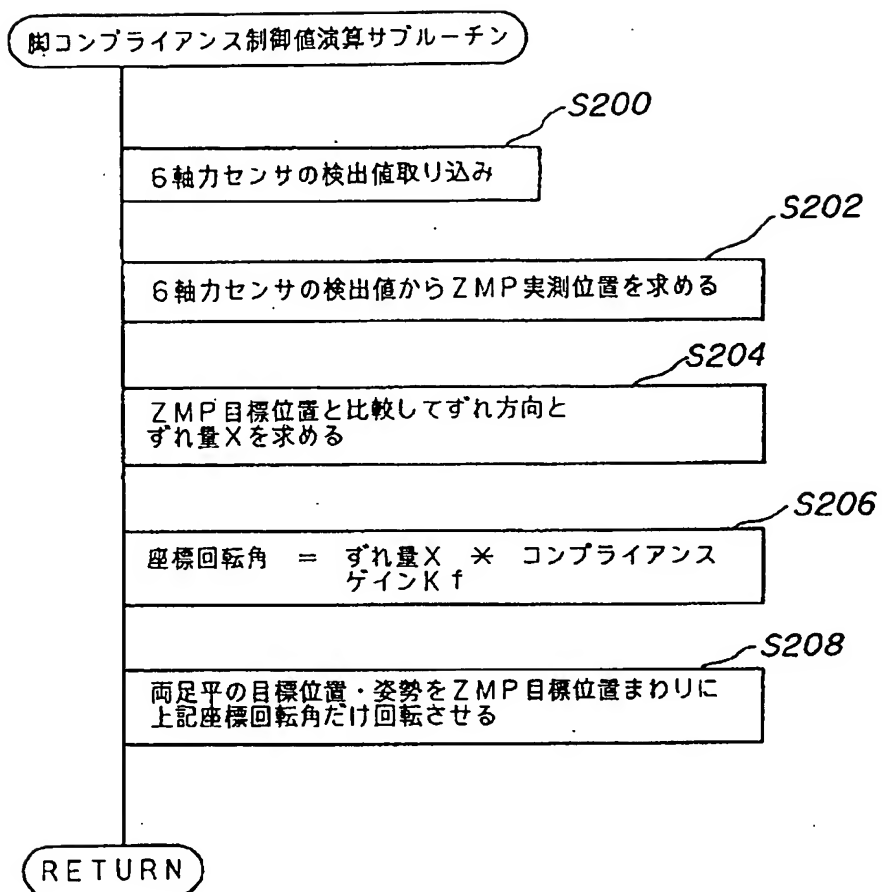 脚コンプライアンス制御値演算サブルーチン
S200
6軸力センサの検出値取り込み
S202
6軸力センサの検出値からZMP実測位置を求める
S204
ZMP目標位置と比較してずれ方向と
ずれ量Xを求める
S206
座標回転角 = ずれ量X * コンプライアンス
ゲインKf
S208
両足平の目標位置・姿勢をZMP目標位置まわりに
上記座標回転角だけ回転させる
RETURN